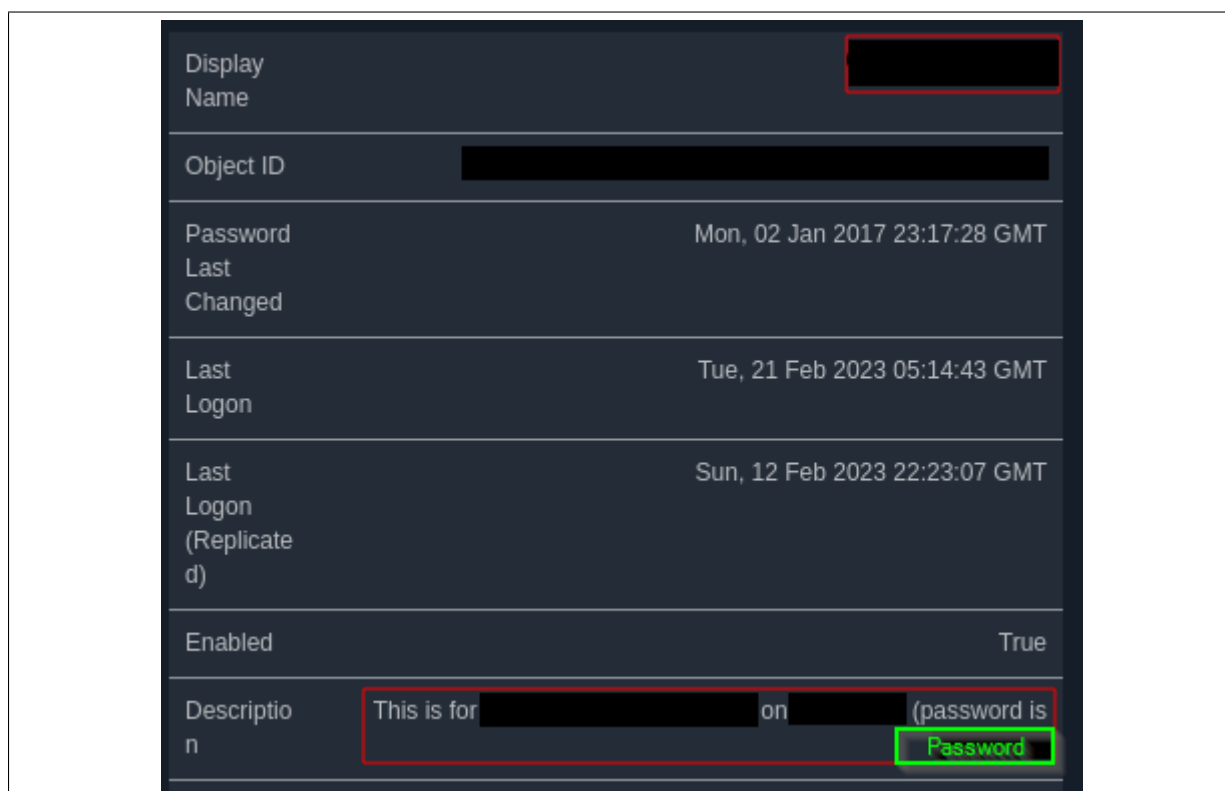 Display
Name
Object ID
Password
Last
Changed
Mon, 02 Jan 2017 23:17:28 GMT
Last
Logon
Tue, 21 Feb 2023 05:14:43 GMT
Last
Logon
(Replicate
d)
Sun, 12 Feb 2023 22:23:07 GMT
Enabled
True
Descriptio
n
This is for on (password is
Password